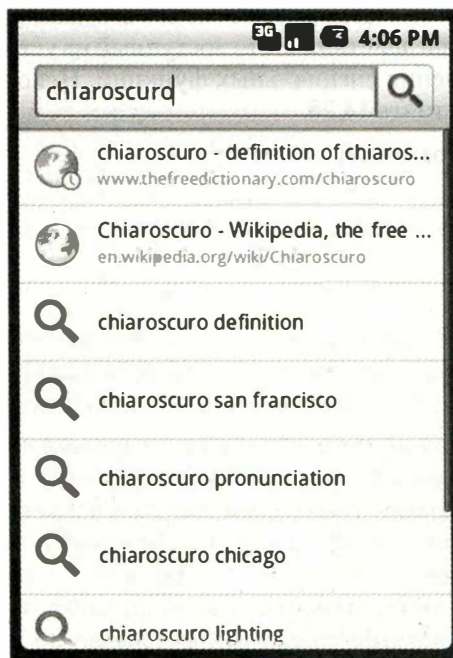 3G 4:06 PM
chiaroscuro
chiaroscuro - definition of chiaros...
www.thefreedictionary.com/chiaroscuro
Chiaroscuro - Wikipedia, the free ...
en.wikipedia.org/wiki/Chiaroscuro
chiaroscuro definition
chiaroscuro san francisco
chiaroscuro pronunciation
chiaroscuro chicago
chiaroscuro lighting